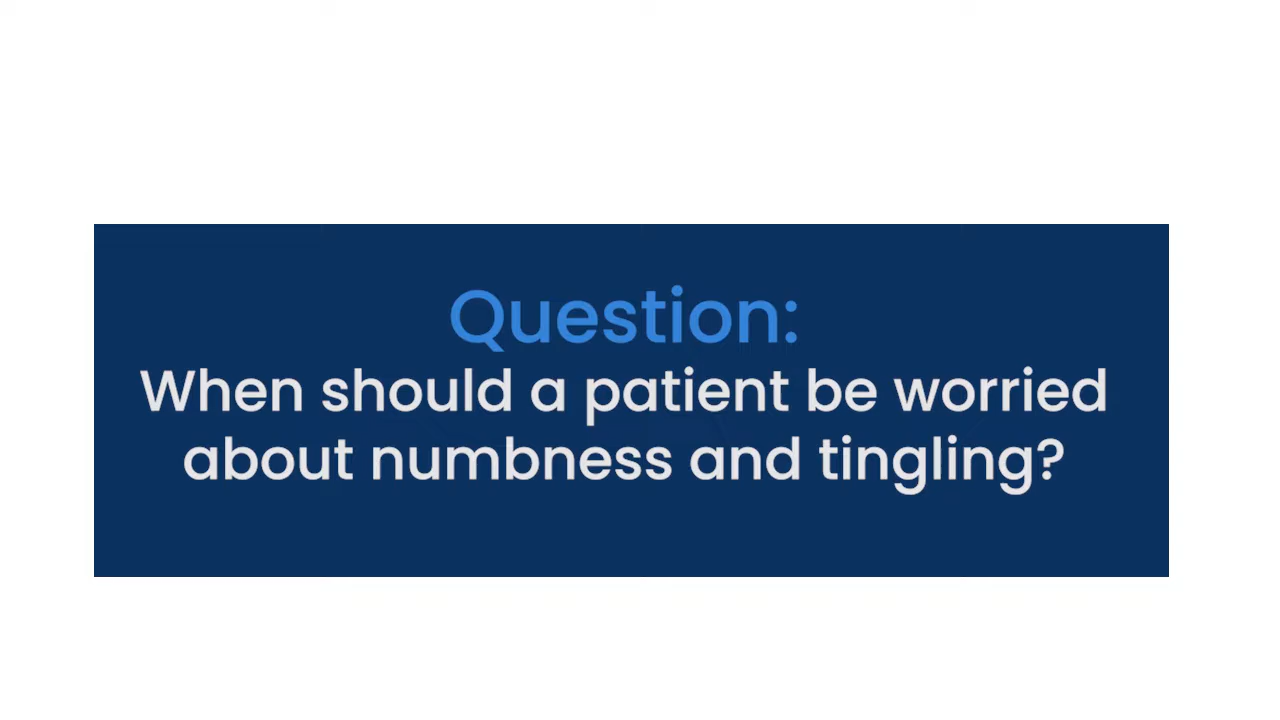 Question:
When should a patient be worried
about numbness and tingling?